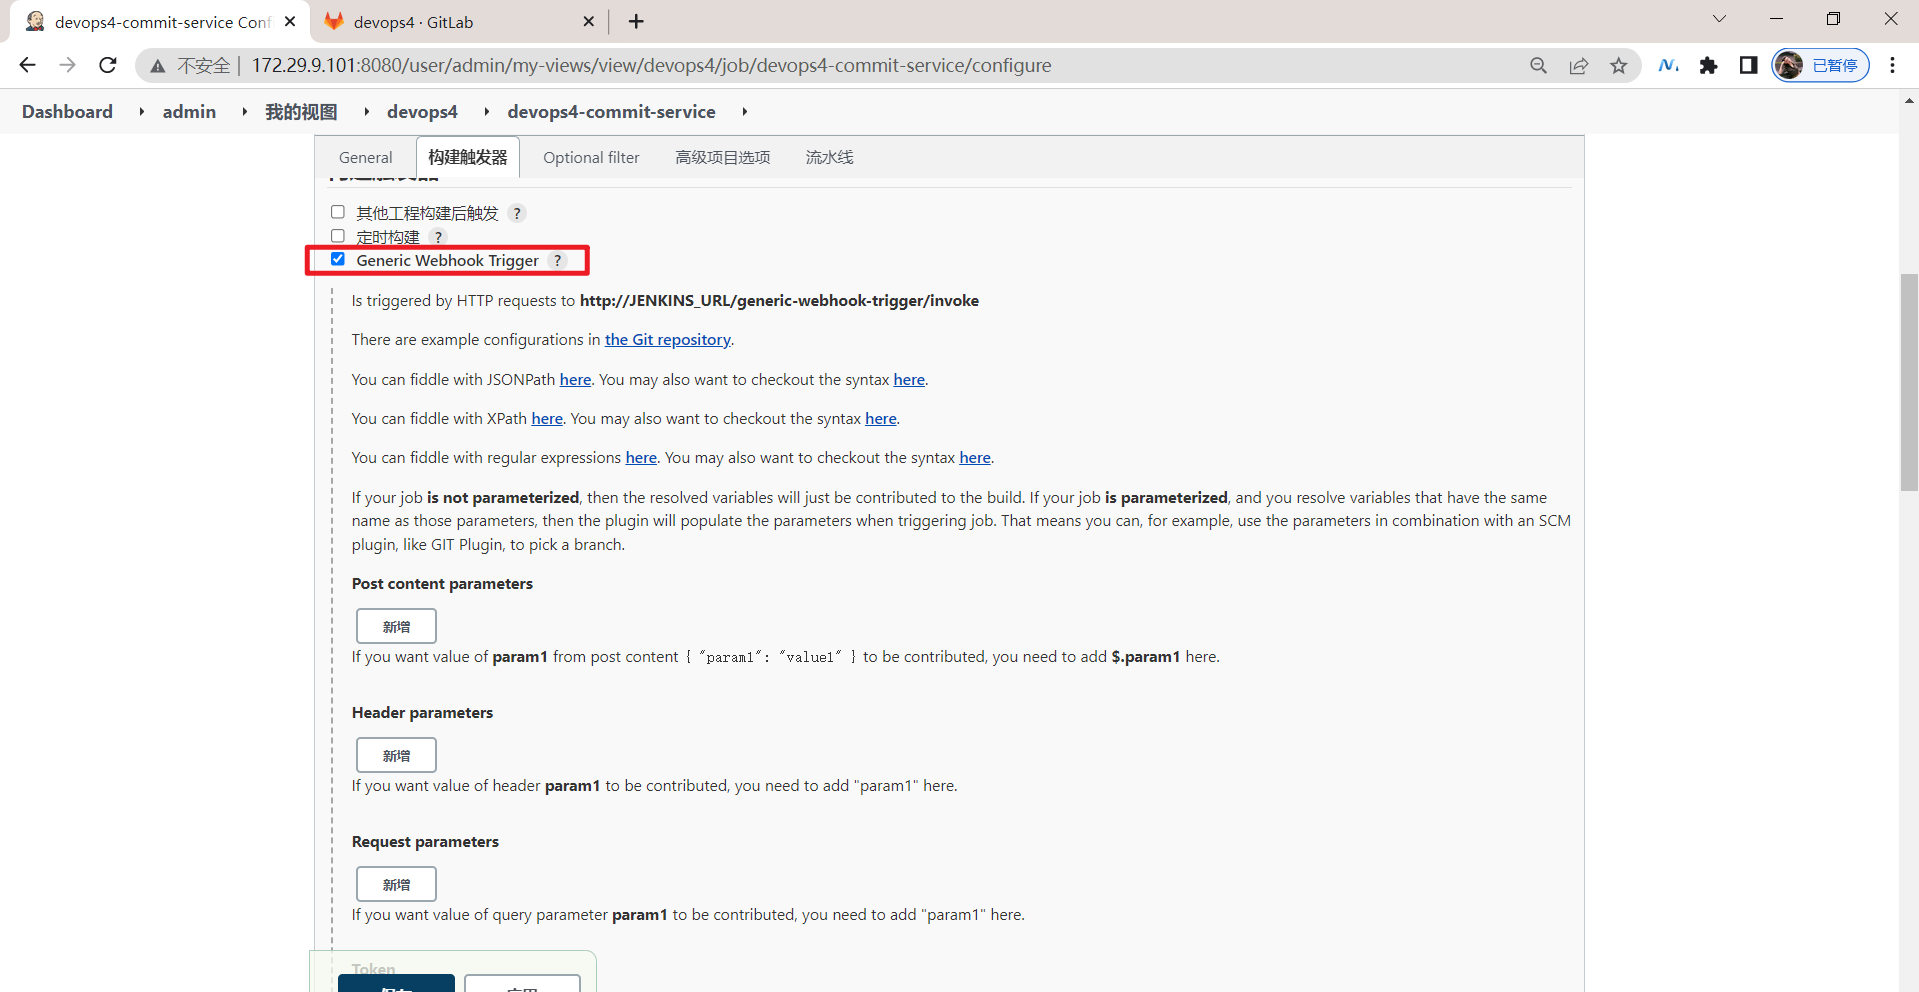 devops4-commit-service Conf
devops4 · GitLab
不安全
172.29.9.101:8080/user/admin/my-views/view/devops4/job/devops4-commit-service/configure
已暂停
Dashboard
admin
我的视图
devops4
devops4-commit-service
General
构建触发器
Optional filter
高级项目选项
流水线
构建触发器
其他工程构建后触发 ?
定时构建 ?
Generic Webhook Trigger ?
Is triggered by HTTP requests to http://JENKINS_URL/generic-webhook-trigger/invoke
There are example configurations in the Git repository.
You can fiddle with JSONPath here. You may also want to checkout the syntax here.
You can fiddle with XPath here. You may also want to checkout the syntax here.
You can fiddle with regular expressions here. You may also want to checkout the syntax here.
If your job is not parameterized, then the resolved variables will just be contributed to the build. If your job is parameterized, and you resolve variables that have the same
name as those parameters, then the plugin will populate the parameters when triggering job. That means you can, for example, use the parameters in combination with an SCM
plugin, like GIT Plugin, to pick a branch.
Post content parameters
新增
If you want value of param1 from post content { "param1": "value1" } to be contributed, you need to add $.param1 here.
Header parameters
新增
If you want value of header param1 to be contributed, you need to add "param1" here.
Request parameters
新增
If you want value of query parameter param1 to be contributed, you need to add "param1" here.
Token
保存
应用